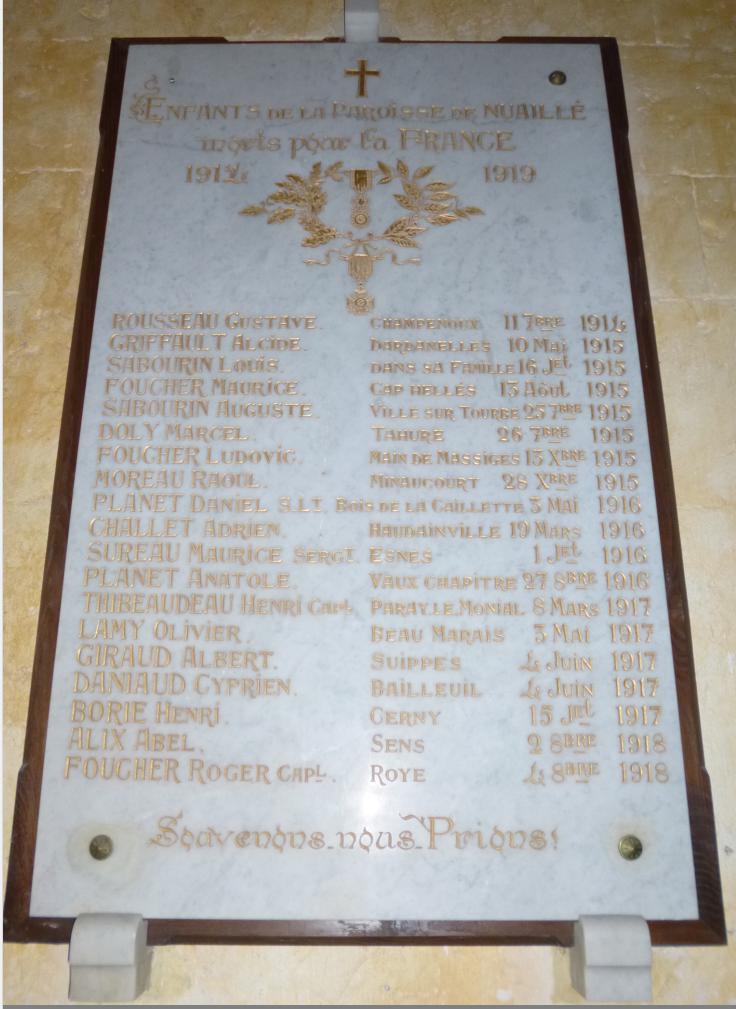 ENFANTS DE LA PAROISSE DE NUAILLÉ
morts pour la FRANCE
1914 1919
ROUSSEAU GUSTAVE. CHAMPENOUX 11 7BRE 1914
GRIFFAULT ALCIDE. DARDANELLES 10 Mai 1915
SABOURIN LOUIS. DANS SA FAMILLE 16 Jet 1915
FOUCHER MAURICE. CAP HELLÈS 13 Août 1915
SABOURIN AUGUSTE. VILLE SUR TOURBE 25 7BRE 1915
DOLY MARCEL. TAHURE 26 7BRE 1915
FOUCHER LUDOVIC. MAIN DE MASSIGES 13 XBRE 1915
MOREAU RAOUL. MINAUCOURT 28 XBRE 1915
PLANET DANIEL S.LT. BOIS DE LA CAILLETTE 3 MAI 1916
CHALLET ADRIEN. HAUDAINVILLE 19 MARS 1916
SUREAU MAURICE SERGT. ESNES 1 Jet 1916
PLANET ANATOLE. VAUX CHAPITRE 27 8BRE 1916
THIBEAUDEAU HENRI CAPL. PARAY.LE.MONIAL 8 MARS 1917
LAMY OLIVIER. BEAU MARAIS 3 MAI 1917
GIRAUD ALBERT. SUIPPES 4 JUIN 1917
DANIAUD CYPRIEN. BAILLEUIL 4 JUIN 1917
BORIE HENRI. CERNY 15 Jet 1917
ALIX ABEL. SENS 2 8BRE 1918
FOUCHER ROGER CAPL. ROYE 4 8BRE 1918
Souvenons-nous-Prions!